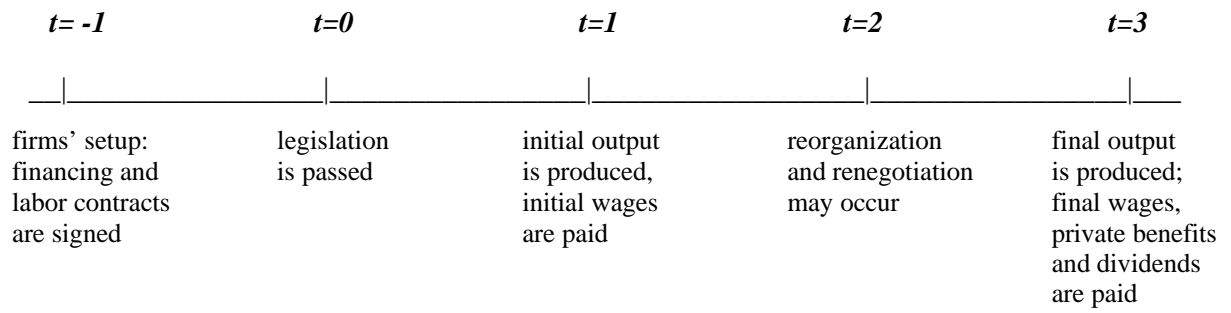 t= -1 t=0 t=1 t=2 t=3
firms’ setup: legislation initial output reorganization final output
financing and is passed is produced, and renegotiation is produced;
labor contracts initial wages may occur final wages,
are signed are paid private benefits
and dividends
are paid